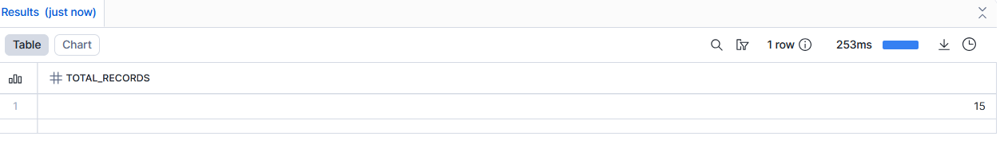 Results (just now)
Table Chart 1 row 253ms
TOTAL_RECORDS
1 15